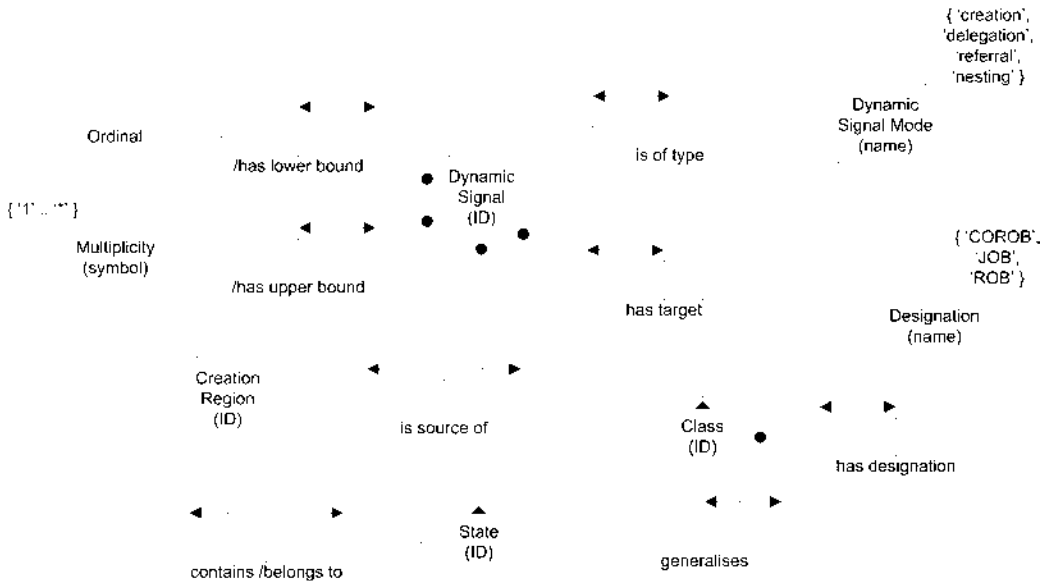 { 'creation',
'delegation',
'referral',
'nesting' }
Dynamic
Signal Mode
(name)
Ordinal
/has lower bound
is of type
Dynamic
Signal
(ID)
{ '1' .. '*' }
Multiplicity
(symbol)
/has upper bound
has target
{ 'COROB',
'JOB',
'ROB' }
Designation
(name)
Creation
Region
(ID)
is source of
Class
(ID)
has designation
State
(ID)
contains /belongs to
generalises